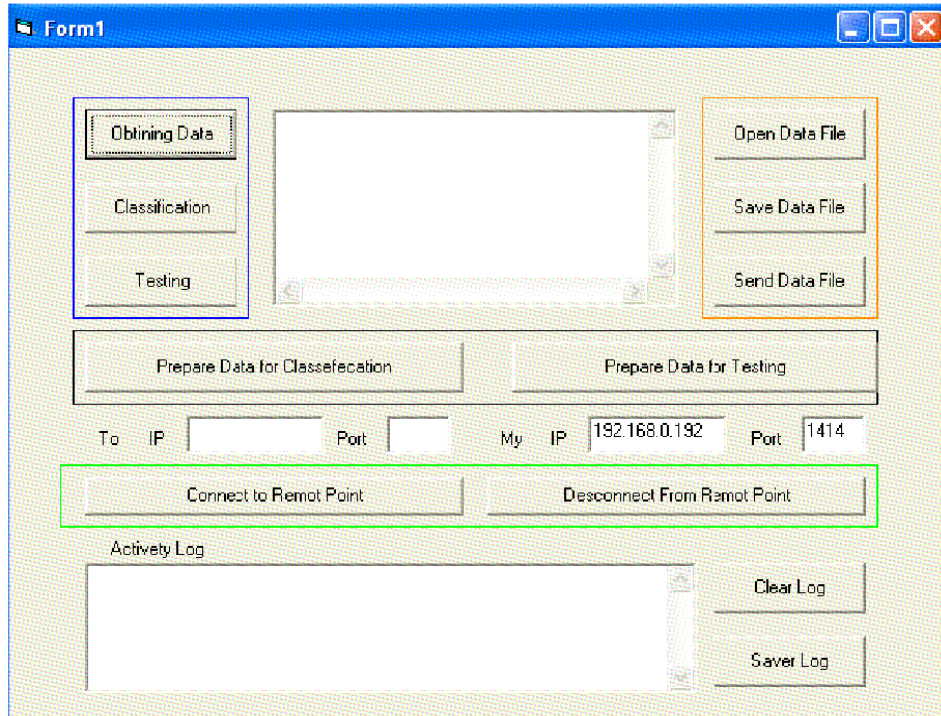 Form1
Obtining Data
Open Data File
Classification
Save Data File
Testing
Send Data File
Prepare Data for Classefecation
Prepare Data for Testing
To IP Port My IP 192.168.0.192 Port 1414
Connect to Remot Point
Desconnect From Remot Point
Activety Log
Clear Log
Saver Log